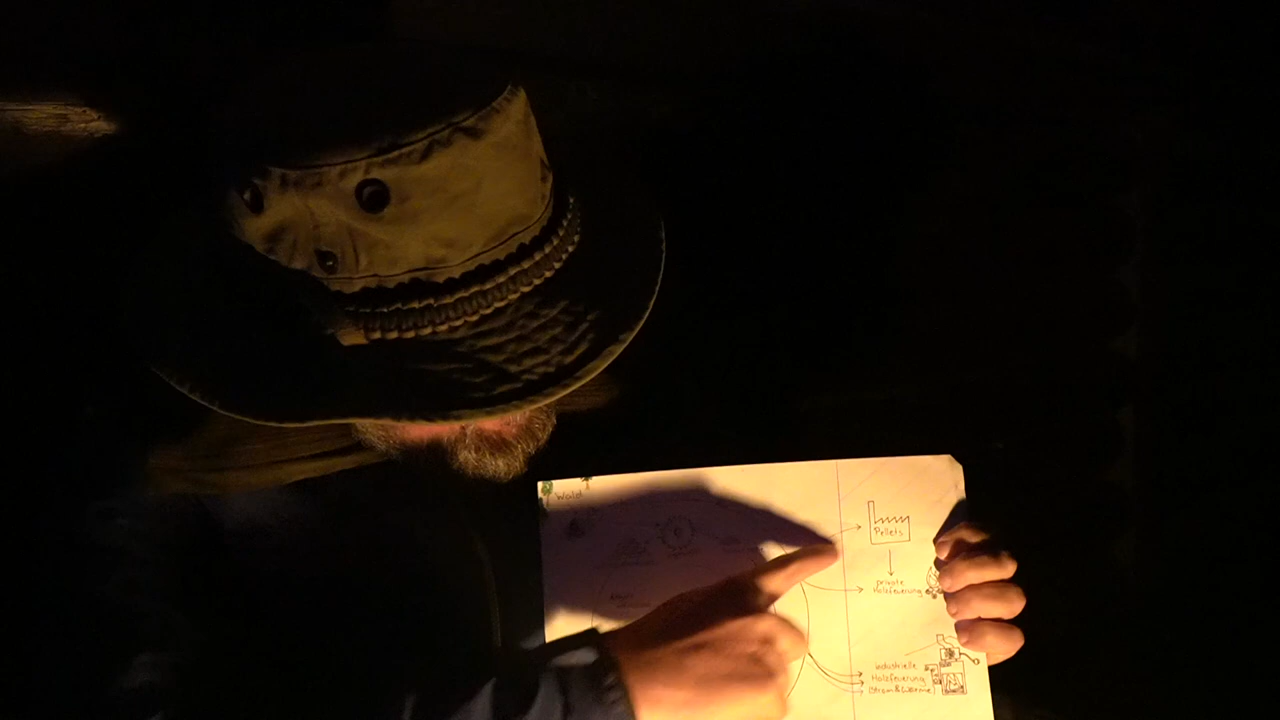 Wald
Pellets
private
Holzfeuerung
industrielle
Holzfeuerung
(Strom & Wärme)